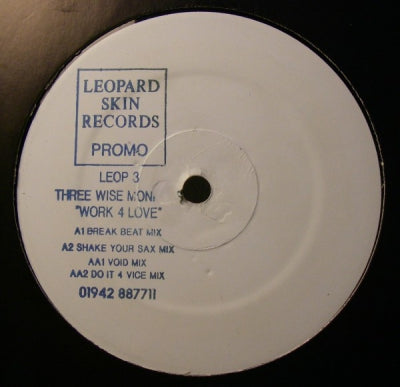 LEOPARD
SKIN
RECORDS
PROMO
LEOP 3
THREE WISE
"WORK 4 LOVE"
A1 BREAK BEAT MIX
A2 SHAKE YOUR SAX MIX
AA1 VOID MIX
AA2 DO IT 4 VICE MIX
01942 887711